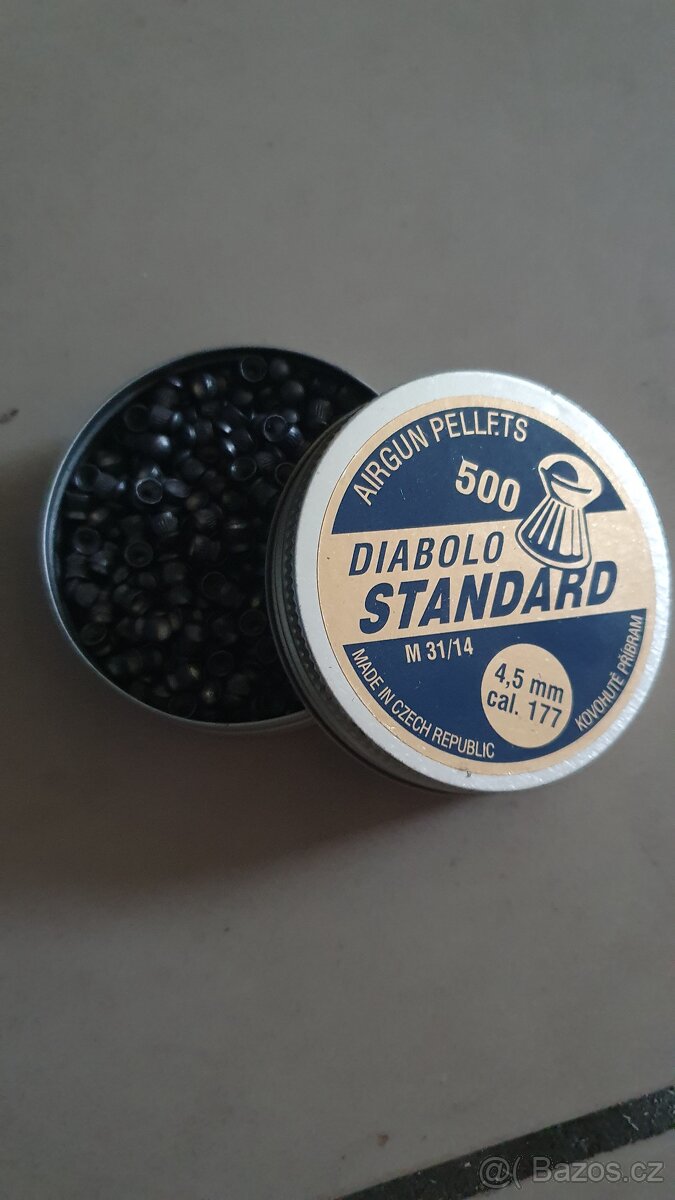 AIRGUN PELLETS
500
DIABOLO
STANDARD
M 31/14
4,5 mm
cal. 177
MADE IN CZECH REPUBLIC
KOVOHUTĚ PŘÍBRAM
@( Bazoš.cz